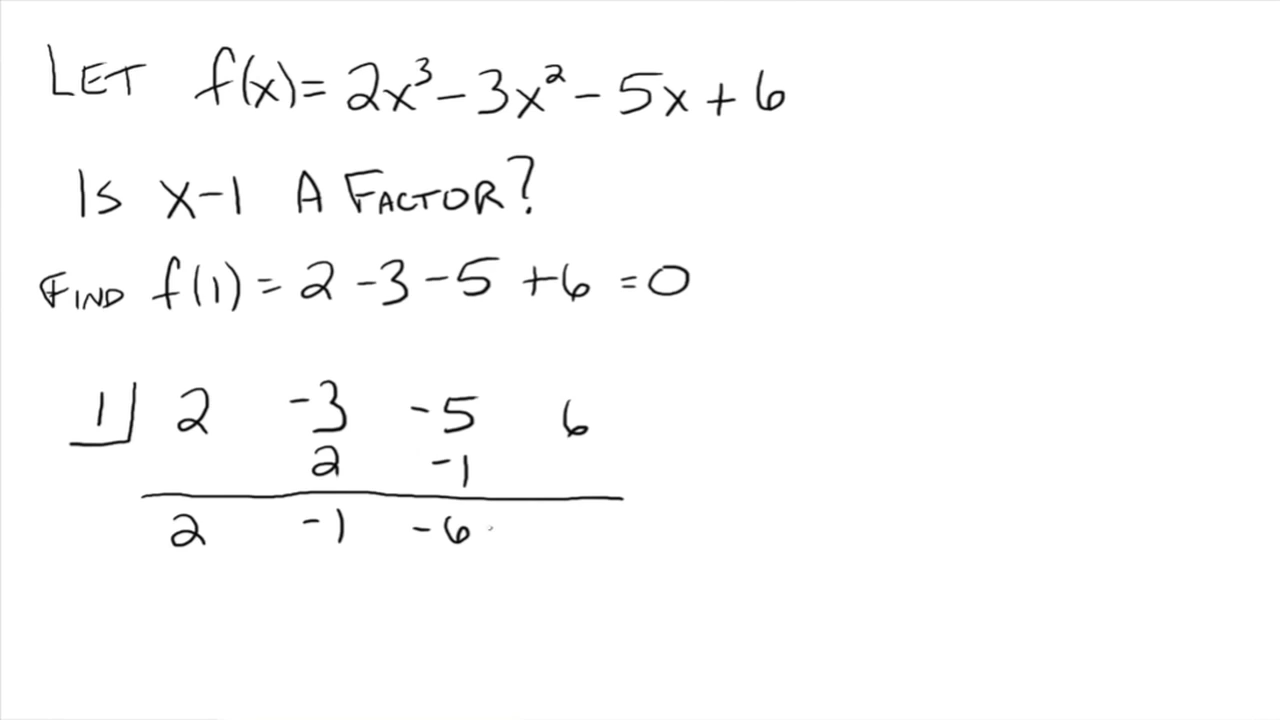 LET f(x)= 2x³ - 3x² - 5x + 6
IS x-1 A FACTOR?
FIND f(1) = 2 - 3 - 5 + 6 = 0
1 2 -3 -5 6
2 -1
2 -1 -6